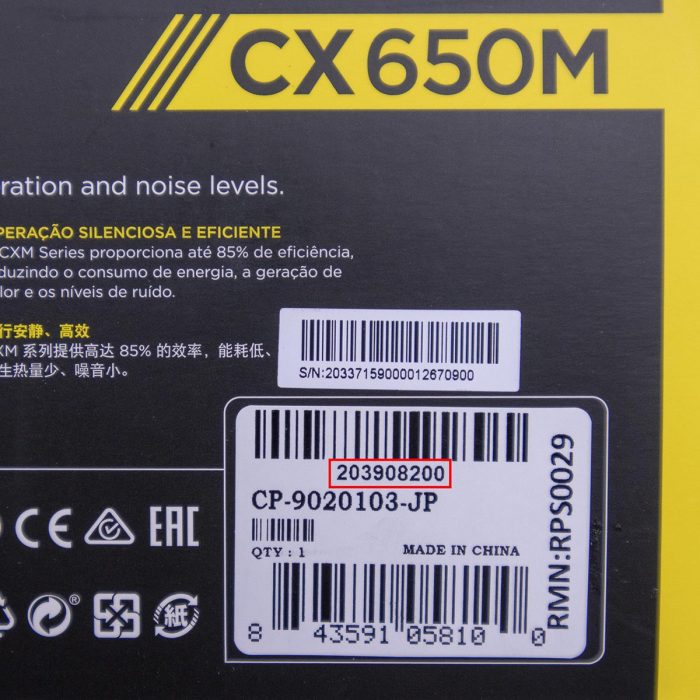 CX650M
ration and noise levels.
PERAÇÃO SILENCIOSA E EFICIENTE
CXM Series proporciona até 85% de eficiência,
duzindo o consumo de energia, a geração de
lor e os níveis de ruído.
行安静、高效
XM 系列提供高达 85% 的效率，能耗低、
生热量少、噪音小。
S/N:20337159000012670900
203908200
CP-9020103-JP
QTY : 1
MADE IN CHINA
8 43591 05810 0
RMN:RPS0029
CE
EAC
紙